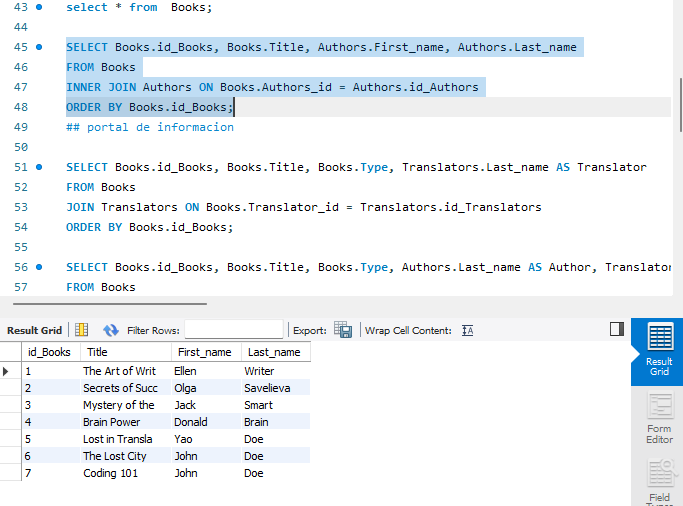 43 select * from Books;
44
45 SELECT Books.id_Books, Books.Title, Authors.First_name, Authors.Last_name
46 FROM Books
47 INNER JOIN Authors ON Books.Authors_id = Authors.id_Authors
48 ORDER BY Books.id_Books;
49 ## portal de informacion
50
51 SELECT Books.id_Books, Books.Title, Books.Type, Translators.Last_name AS Translator
52 FROM Books
53 JOIN Translators ON Books.Translator_id = Translators.id_Translators
54 ORDER BY Books.id_Books;
55
56 SELECT Books.id_Books, Books.Title, Books.Type, Authors.Last_name AS Author, Translator
57 FROM Books
Result Grid Filter Rows: Export: Wrap Cell Content: IA
id_Books Title First_name Last_name
1 The Art of Writ Ellen Writer
2 Secrets of Succ Olga Savelieva
3 Mystery of the Jack Smart
4 Brain Power Donald Brain
5 Lost in Transla Yao Doe
6 The Lost City John Doe
7 Coding 101 John Doe
Result
Grid
Form
Editor
Field
Types